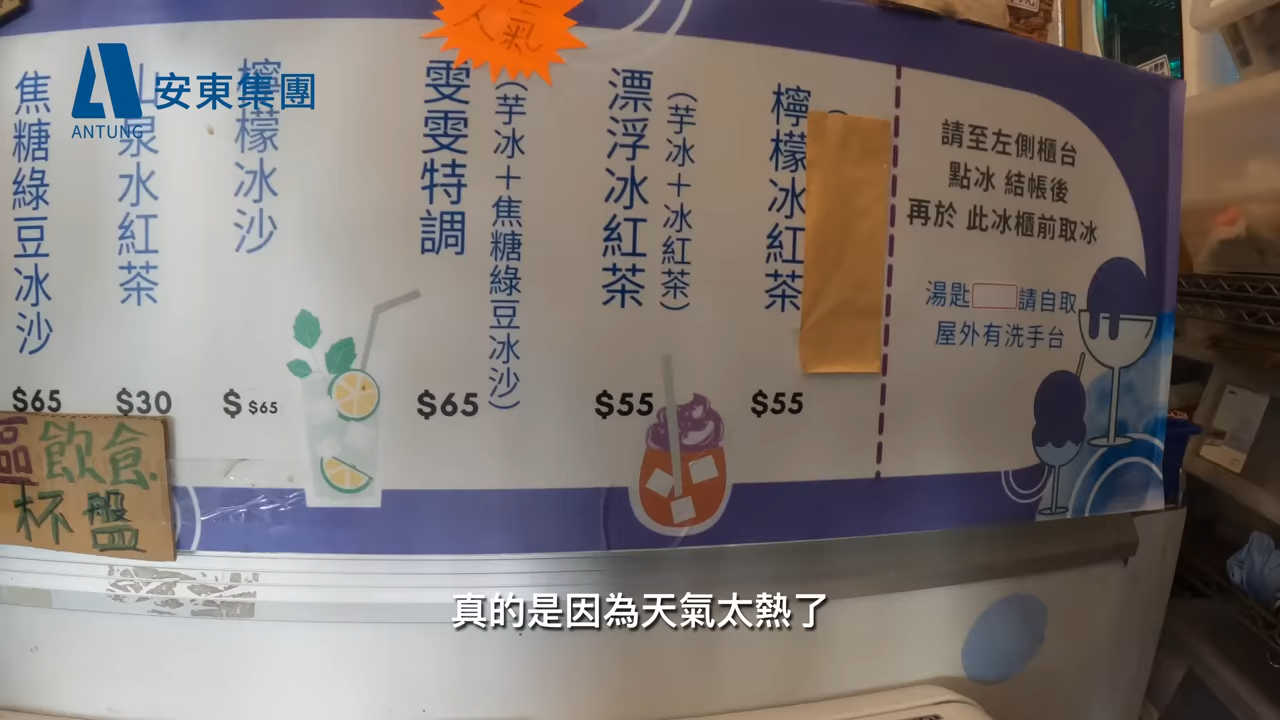 安東集團
ANTUNG
焦糖綠豆冰沙
$65
山泉水紅茶
$30
檸檬冰沙
$ $65
人氣
雯雯特調
(芋冰+焦糖綠豆冰沙)
$65
漂浮冰紅茶
(芋冰+冰紅茶)
$55
檸檬冰紅茶
$55
請至左側櫃台
點冰 結帳後
再於 此冰櫃前取冰
湯匙 請自取
屋外有洗手台
區飲食
杯盤
真的是因為天氣太熱了